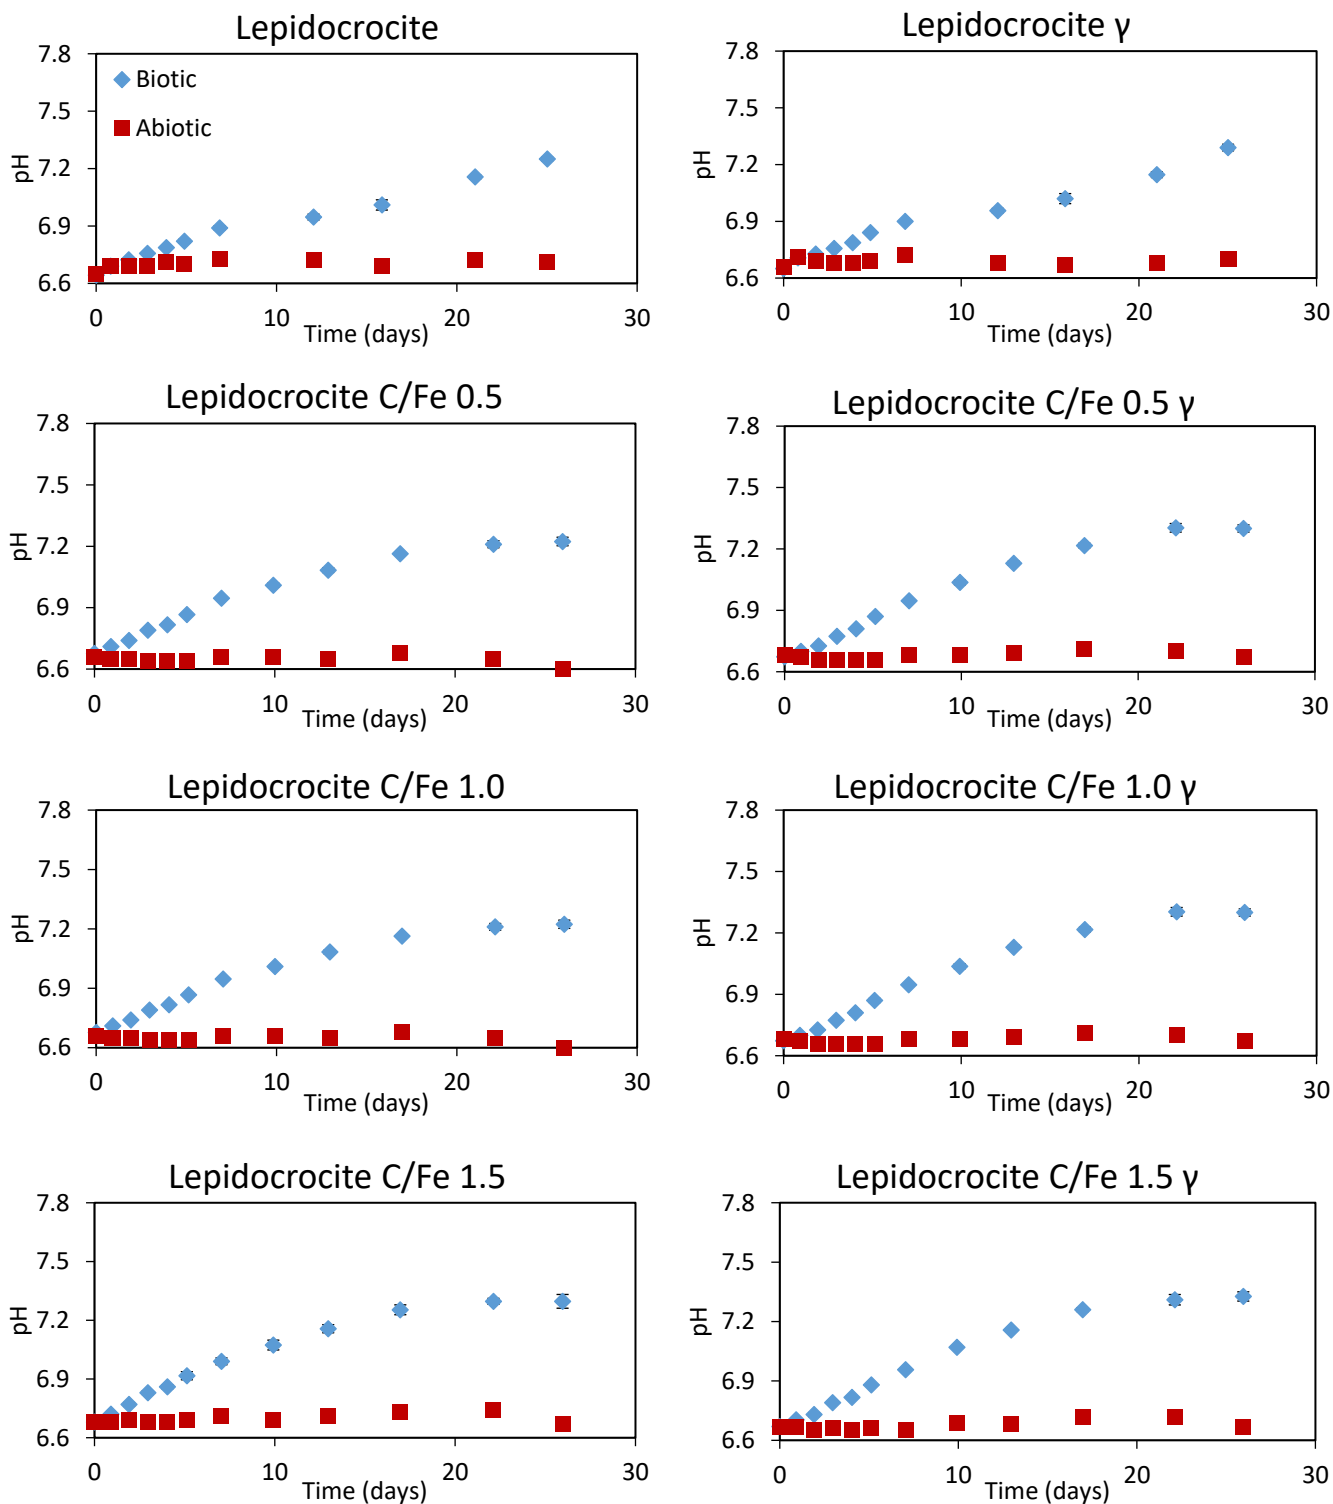 Lepidocrocite
7.8
7.5
7.2
6.9
6.6
pH
Biotic
Abiotic
0
10
20
30
Time (days)
Lepidocrocite γ
7.8
7.5
7.2
6.9
6.6
pH
0
10
20
30
Time (days)
Lepidocrocite C/Fe 0.5
7.8
7.5
7.2
6.9
6.6
pH
0
10
20
30
Time (days)
Lepidocrocite C/Fe 0.5 γ
7.8
7.5
7.2
6.9
6.6
pH
0
10
20
30
Time (days)
Lepidocrocite C/Fe 1.0
7.8
7.5
7.2
6.9
6.6
pH
0
10
20
30
Time (days)
Lepidocrocite C/Fe 1.0 γ
7.8
7.5
7.2
6.9
6.6
pH
0
10
20
30
Time (days)
Lepidocrocite C/Fe 1.5
7.8
7.5
7.2
6.9
6.6
pH
0
10
20
30
Time (days)
Lepidocrocite C/Fe 1.5 γ
7.8
7.5
7.2
6.9
6.6
pH
0
10
20
30
Time (days)